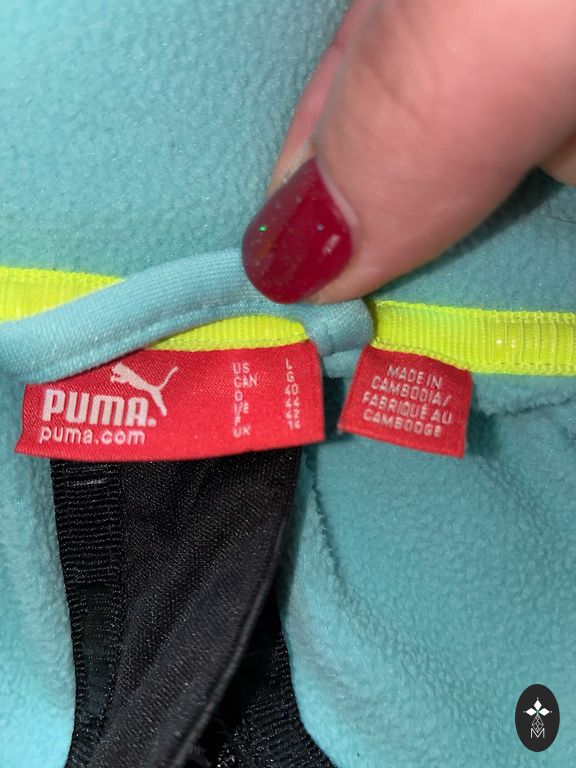 PUMA
puma.com
US L
CAN G
D 40
I/E 44
F 42
UK 14
MADE IN
CAMBODIA/
FABRIQUÉ AU
CAMBODGE
M